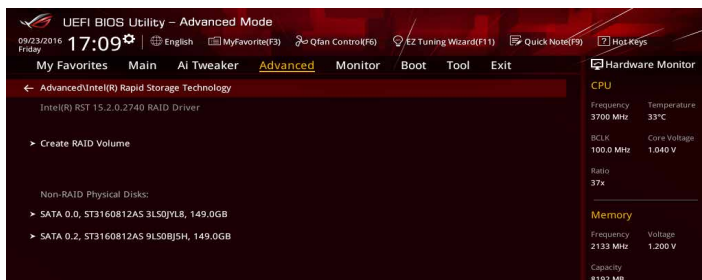 UEFI BIOS Utility – Advanced Mode
09/23/2016 Friday 17:09 English MyFavorite(F3) Qfan Control(F6) EZ Tuning Wizard(F11) Quick Note(F9) Hot Keys
My Favorites Main Ai Tweaker Advanced Monitor Boot Tool Exit
Hardware Monitor
← Advanced\Intel(R) Rapid Storage Technology
Intel(R) RST 15.2.0.2740 RAID Driver
> Create RAID Volume
Non-RAID Physical Disks:
> SATA 0.0, ST3160812AS 3LS0JYL8, 149.0GB
> SATA 0.2, ST3160812AS 9LS0BJ5H, 149.0GB
CPU
Frequency Temperature
3700 MHz 33°C
BCLK Core Voltage
100.0 MHz 1.040 V
Ratio
37x
Memory
Frequency Voltage
2133 MHz 1.200 V
Capacity
8192 MB